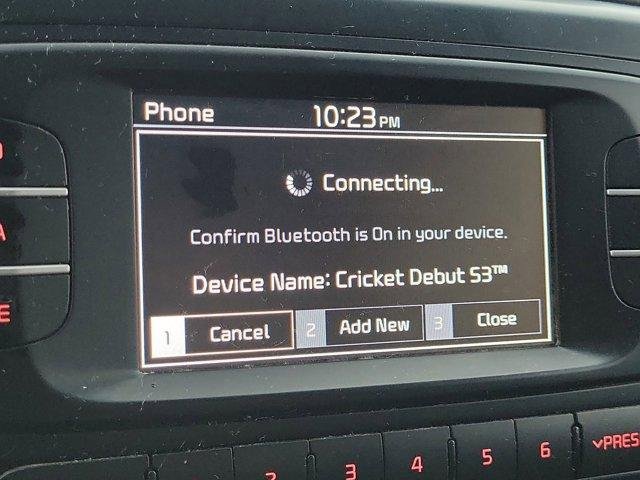 Phone 10:23 PM
Connecting...
Confirm Bluetooth is On in your device.
Device Name: Cricket Debut S3™
1 Cancel 2 Add New 3 Close
2 3 4 5 6